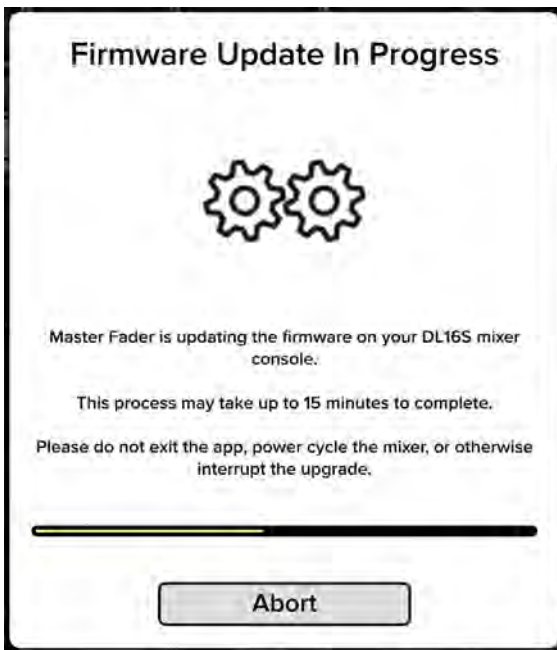 Firmware Update In Progress
Master Fader is updating the firmware on your DL16S mixer
console.
This process may take up to 15 minutes to complete.
Please do not exit the app, power cycle the mixer, or otherwise
interrupt the upgrade.
Abort